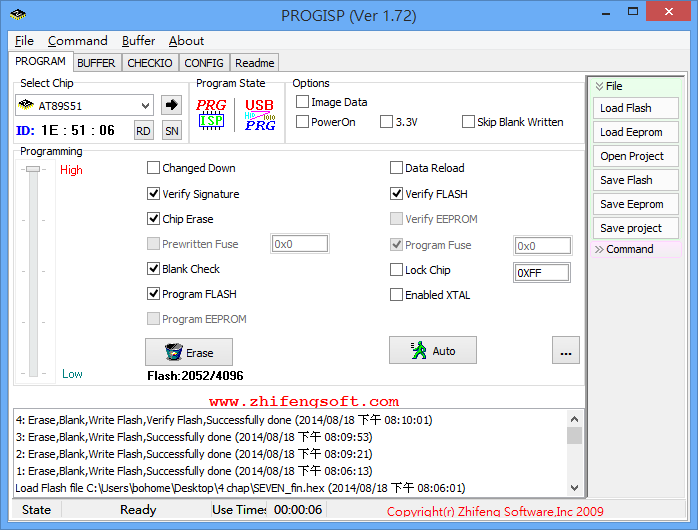 PROGISP (Ver 1.72)
File Command Buffer About
PROGRAM BUFFER CHECKIO CONFIG Readme
Select Chip
AT89S51
ID: 1E : 51 : 06 RD SN
Program State
PRG ISP
USB
1010
PRG
Options
Image Data
PowerOn 3.3V Skip Blank Written
Programming
High
Low
Changed Down
Verify Signature
Chip Erase
Prewritten Fuse 0x0
Blank Check
Program FLASH
Program EEPROM
Data Reload
Verify FLASH
Verify EEPROM
Program Fuse 0x0
Lock Chip 0XFF
Enabled XTAL
Erase
Auto
...
Flash:2052/4096
www.zhifengsoft.com
4: Erase,Blank,Write Flash,Verify Flash,Successfully done (2014/08/18 下午 08:10:01)
3: Erase,Blank,Write Flash,Successfully done (2014/08/18 下午 08:09:53)
2: Erase,Blank,Write Flash,Successfully done (2014/08/18 下午 08:09:21)
1: Erase,Blank,Write Flash,Successfully done (2014/08/18 下午 08:06:13)
Load Flash file C:\Users\bohome\Desktop\4 chap\SEVEN_fin.hex (2014/08/18 下午 08:06:01)
File
Load Flash
Load Eeprom
Open Project
Save Flash
Save Eeprom
Save project
Command
State Ready Use Times 00:00:06 Copyright(r) Zhifeng Software,Inc 2009